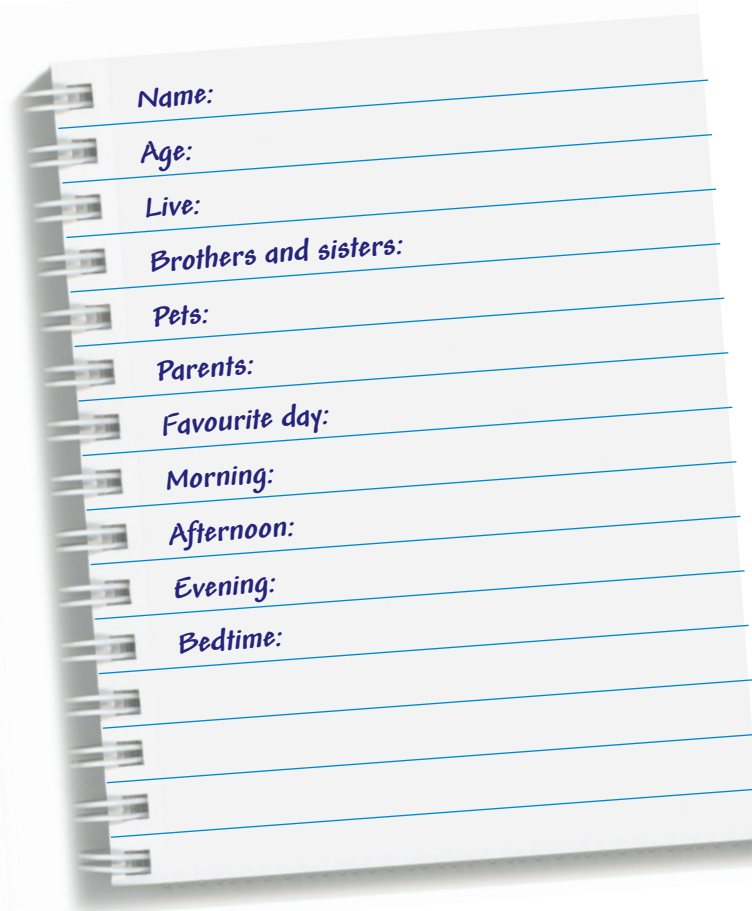 Name:
Age:
Live:
Brothers and sisters:
Pets:
Parents:
Favourite day:
Morning:
Afternoon:
Evening:
Bedtime: